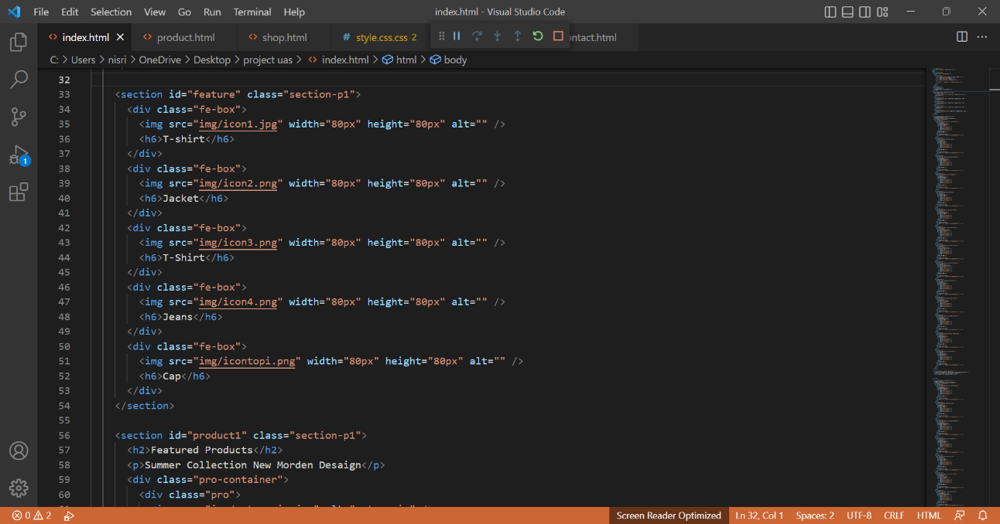 File Edit Selection View Go Run Terminal Help index.html - Visual Studio Code
index.html product.html shop.html # style.css.css 2 ontact.html
C: > Users > nisri > OneDrive > Desktop > project uas > index.html > html > body
32
33 <section id="feature" class="section-p1">
34 <div class="fe-box">
35 <img src="img/icon1.jpg" width="80px" height="80px" alt="" />
36 <h6>T-shirt</h6>
37 </div>
38 <div class="fe-box">
39 <img src="img/icon2.png" width="80px" height="80px" alt="" />
40 <h6>Jacket</h6>
41 </div>
42 <div class="fe-box">
43 <img src="img/icon3.png" width="80px" height="80px" alt="" />
44 <h6>T-Shirt</h6>
45 </div>
46 <div class="fe-box">
47 <img src="img/icon4.png" width="80px" height="80px" alt="" />
48 <h6>Jeans</h6>
49 </div>
50 <div class="fe-box">
51 <img src="img/icontopi.png" width="80px" height="80px" alt="" />
52 <h6>Cap</h6>
53 </div>
54 </section>
55
56 <section id="product1" class="section-p1">
57 <h2>Featured Products</h2>
58 <p>Summer Collection New Morden Desaign</p>
59 <div class="pro-container">
60 <div class="pro">
1
0 2 Screen Reader Optimized Ln 32, Col 1 Spaces: 2 UTF-8 CRLF HTML